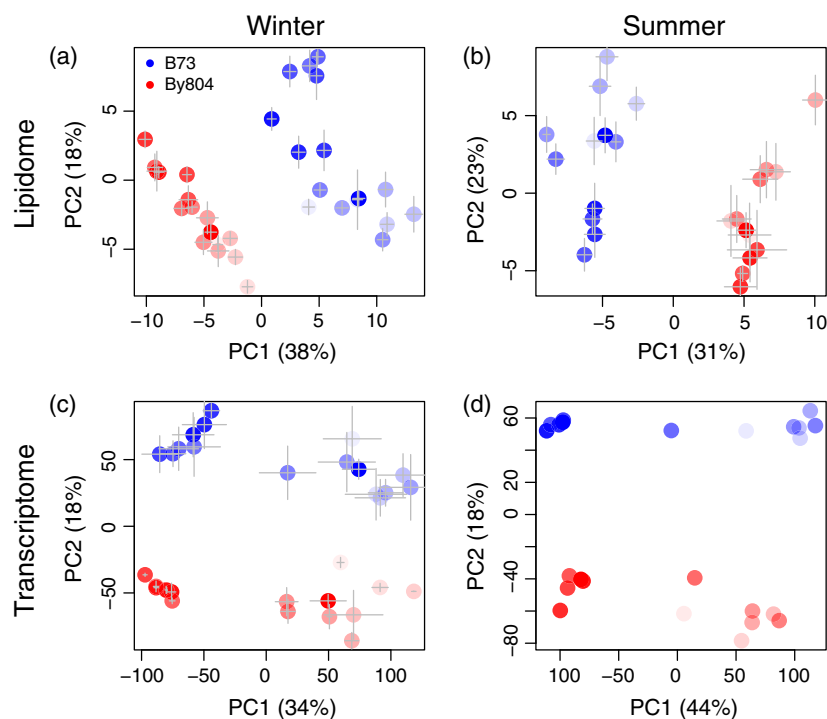 Winter
Summer
Lipidome
Transcriptome
(a)
B73
By804
5
0
−5
PC2 (18%)
−10
−5
0
5
10
PC1 (38%)
(b)
5
0
−5
PC2 (23%)
−5
0
5
10
PC1 (31%)
(c)
50
0
−50
PC2 (18%)
−100
−50
0
50
100
PC1 (34%)
(d)
60
20
0
−40
−80
PC2 (18%)
100
50
0
50
100
PC1 (44%)